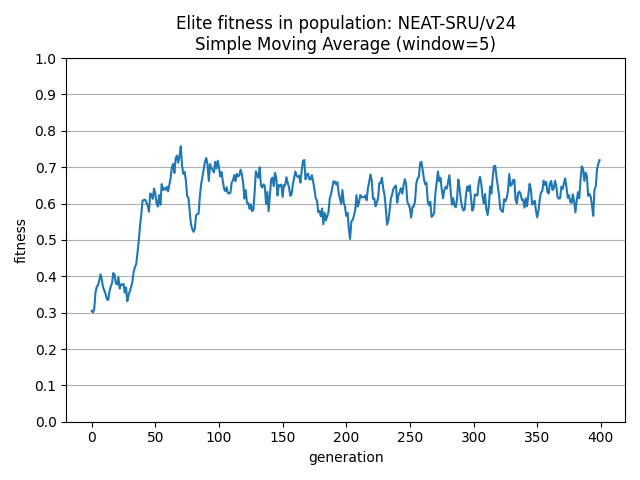 Elite fitness in population: NEAT-SRU/v24
Simple Moving Average (window=5)
1.0
0.9
0.8
0.7
0.6
0.5
0.4
0.3
0.2
0.1
0.0
fitness
0 50 100 150 200 250 300 350 400
generation